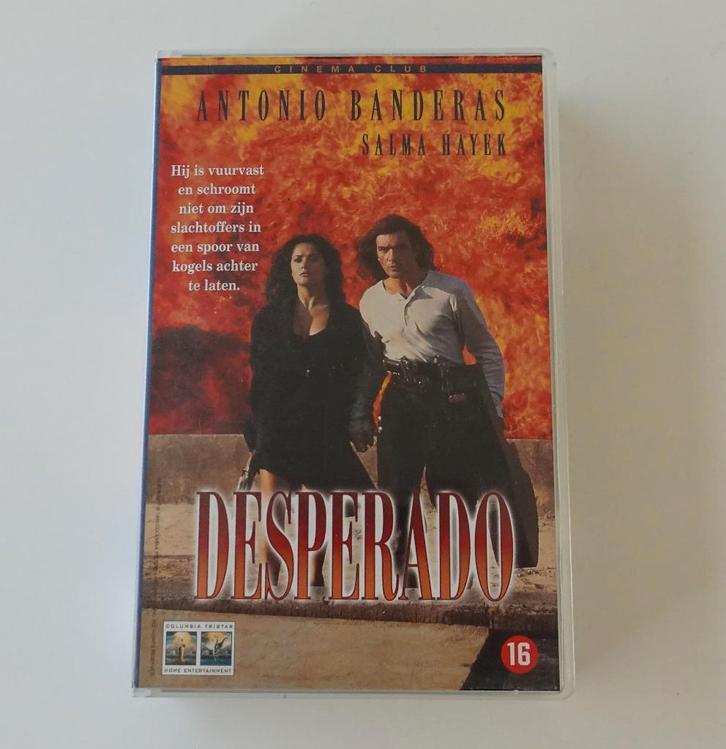 CINEMA CLUB
ANTONIO BANDERAS
SALMA HAYEK
Hij is vuurvast
en schroomt
niet om zijn
slachtoffers in
een spoor van
kogels achter
te laten.
DESPERADO
COLUMBIA TRISTAR
HOME ENTERTAINMENT
16